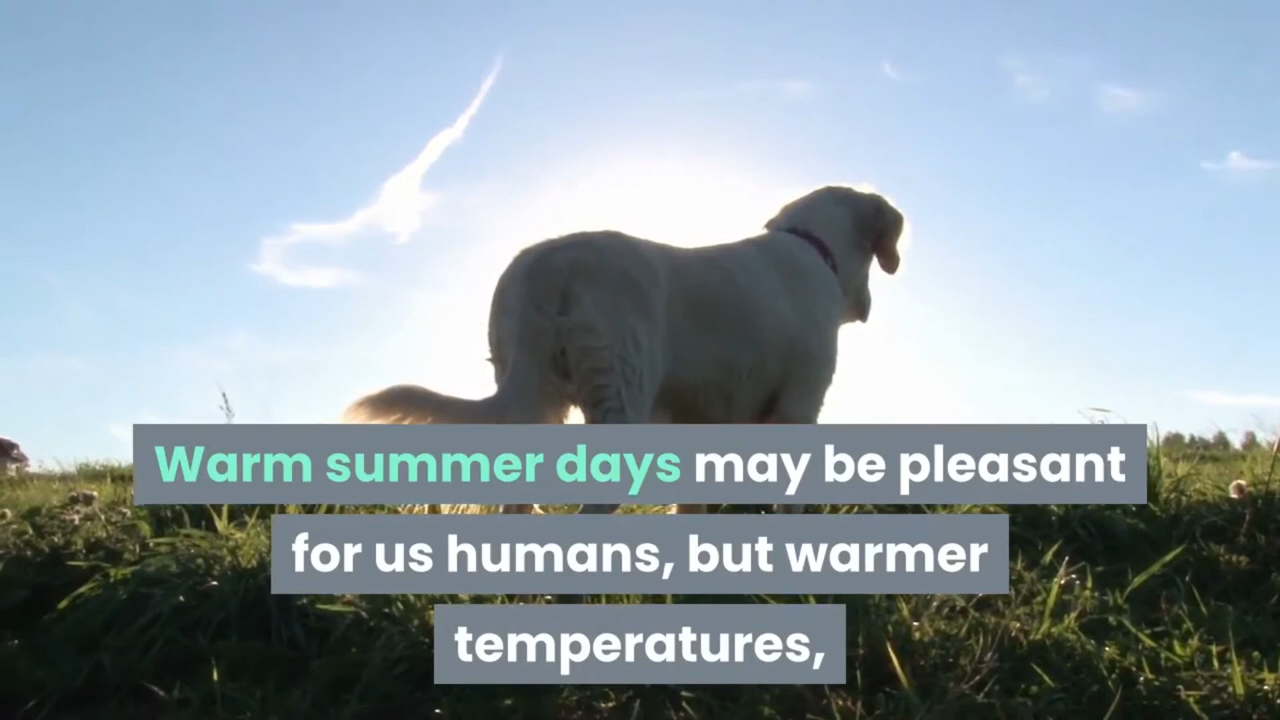 Warm summer days may be pleasant
for us humans, but warmer
temperatures,